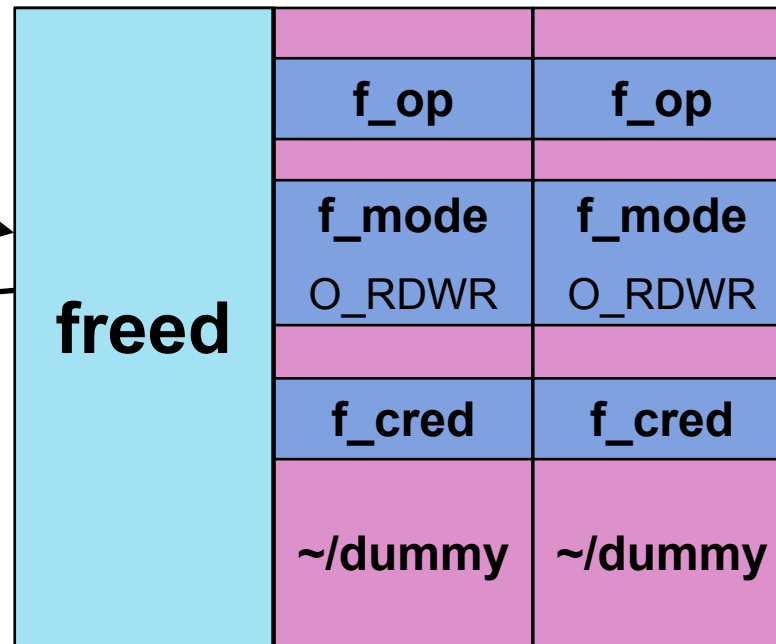 freed
f_op
f_mode
O_RDWR
f_cred
~/dummy
f_op
f_mode
O_RDWR
f_cred
~/dummy